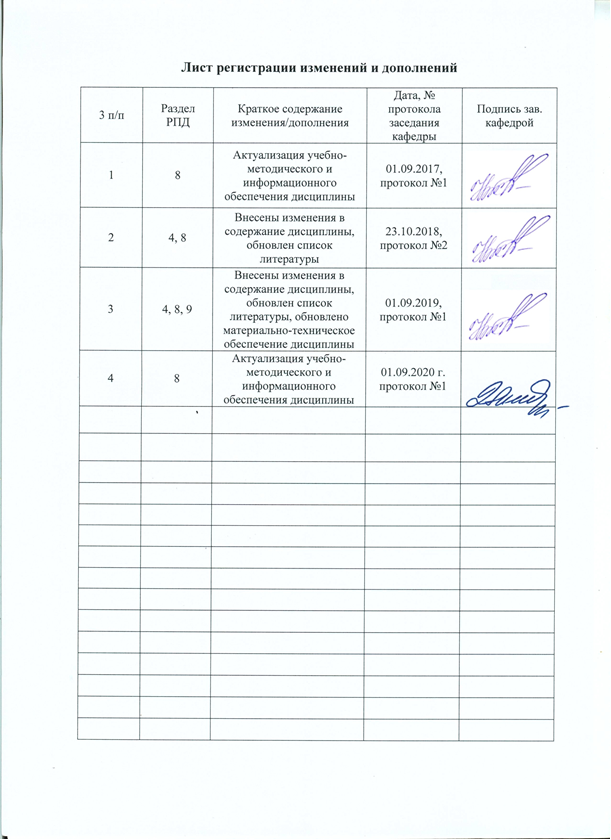 Лист регистрации изменений и дополнений
З п/п
Раздел
РПД
Краткое содержание
изменения/дополнения
Дата, №
протокола
заседания
кафедры
Подпись зав.
кафедрой
1
8
Актуализация учебно-
методического и
информационного
обеспечения дисциплины
01.09.2017,
протокол №1
2
4, 8
Внесены изменения в
содержание дисциплины,
обновлен список
литературы
23.10.2018,
протокол №2
3
4, 8, 9
Внесены изменения в
содержание дисциплины,
обновлен список
литературы, обновлено
материально-техническое
обеспечение дисциплины
01.09.2019,
протокол №1
4
8
Актуализация учебно-
методического и
информационного
обеспечения дисциплины
01.09.2020 г.
протокол №1